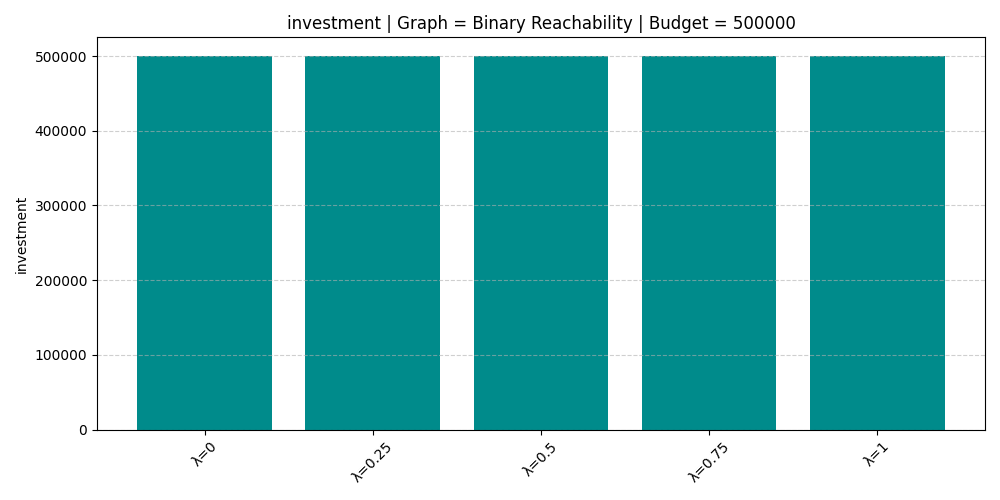 investment | Graph = Binary Reachability | Budget = 500000
investment
500000
400000
300000
200000
100000
0
λ=0
λ=0.25
λ=0.5
λ=0.75
λ=1